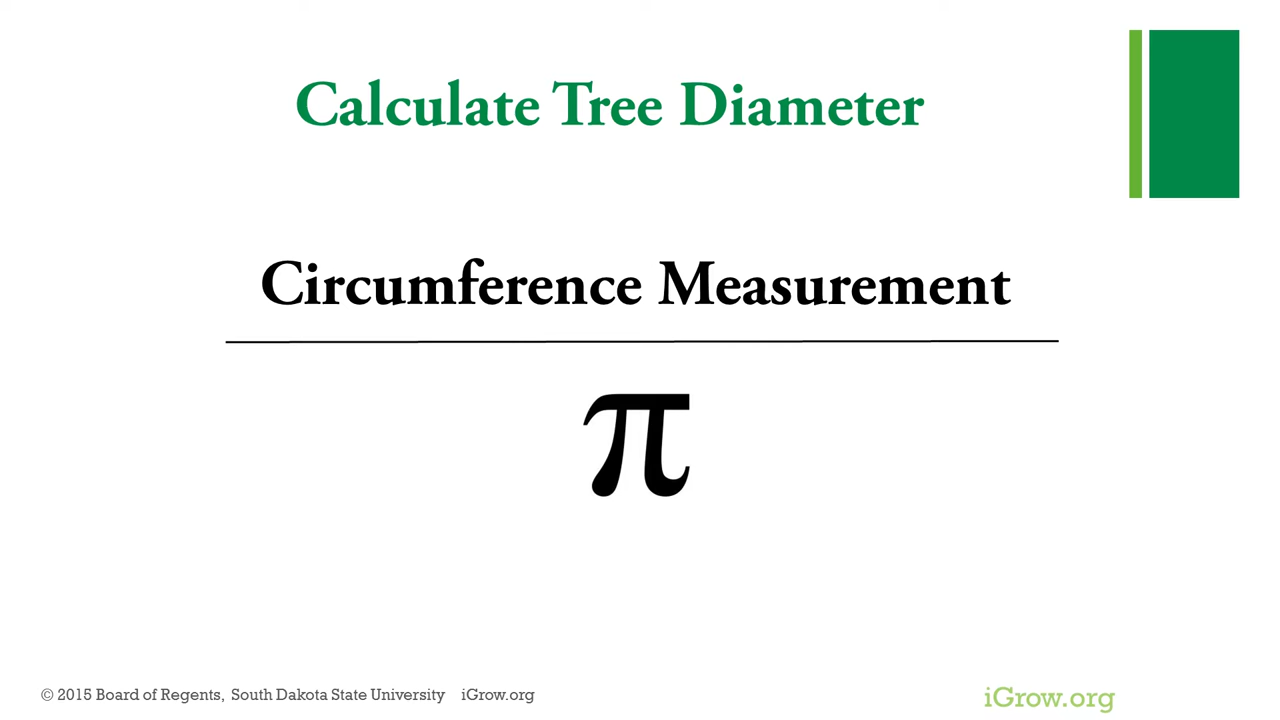 Calculate Tree Diameter
Circumference Measurement
π
© 2015 Board of Regents, South Dakota State University iGrow.org
iGrow.org